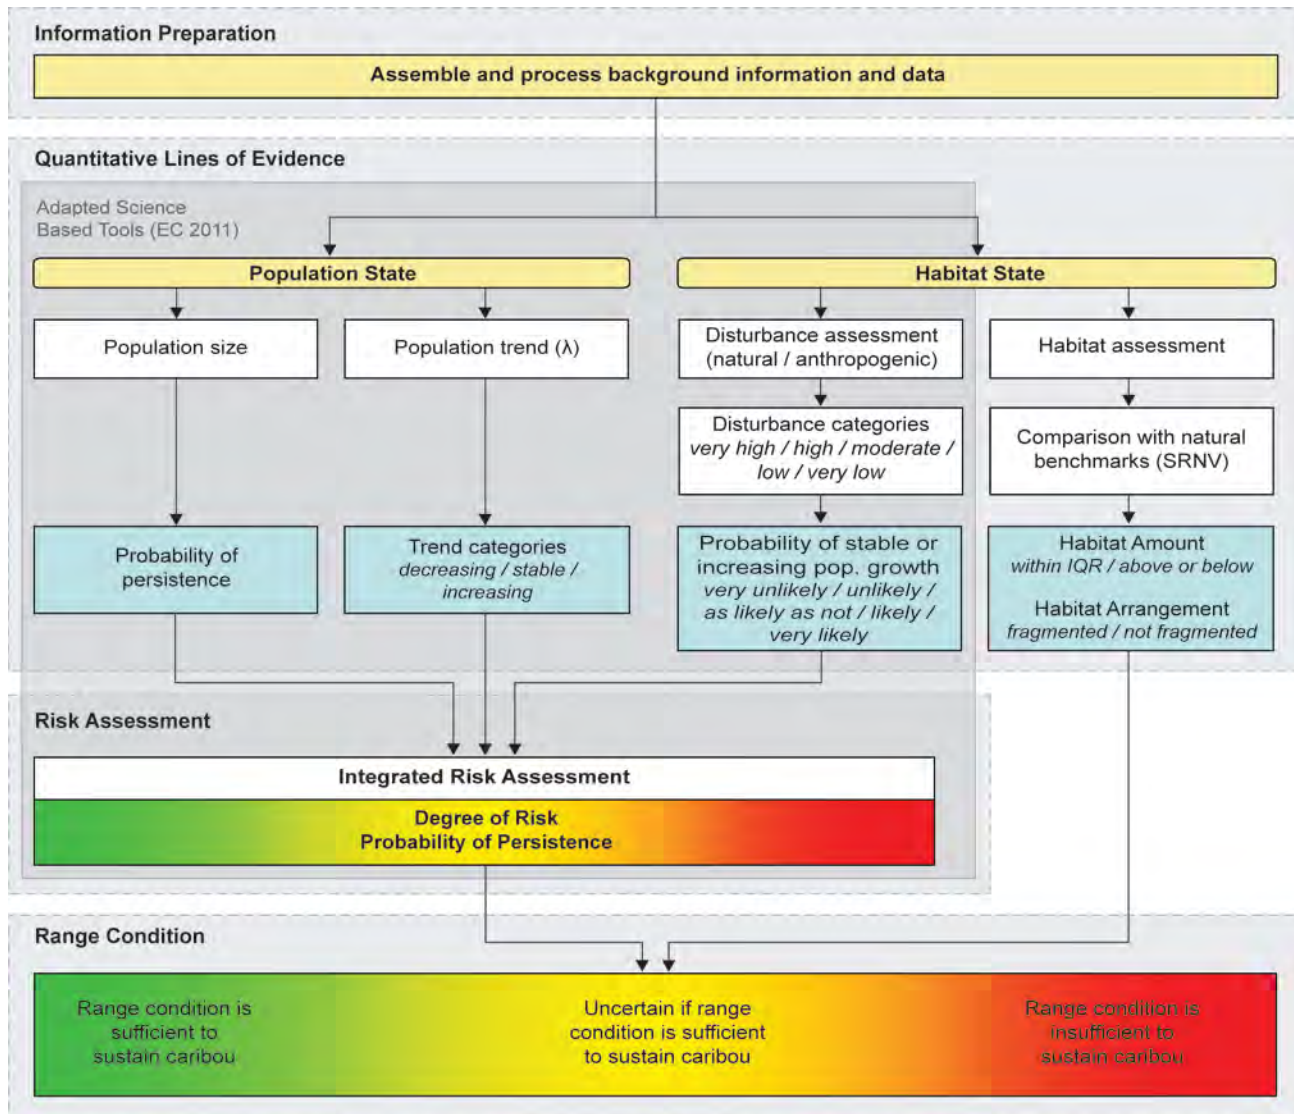 Information Preparation
Assemble and process background information and data
Quantitative Lines of Evidence
Adapted Science
Based Tools (EC 2011)
Population State
Habitat State
Population size
Population trend (λ)
Disturbance assessment
(natural / anthropogenic)
Habitat assessment
Disturbance categories
very high / high / moderate /
low / very low
Comparison with natural
benchmarks (SRNV)
Probability of
persistence
Trend categories
decreasing / stable /
increasing
Probability of stable or
increasing pop. growth
very unlikely / unlikely /
as likely as not / likely /
very likely
Habitat Amount
within IQR / above or below
Habitat Arrangement
fragmented / not fragmented
Risk Assessment
Integrated Risk Assessment
Degree of Risk
Probability of Persistence
Range Condition
Range condition is
sufficient to
sustain caribou
Uncertain if range
condition is sufficient
to sustain caribou
Range condition is
insufficient to
sustain caribou